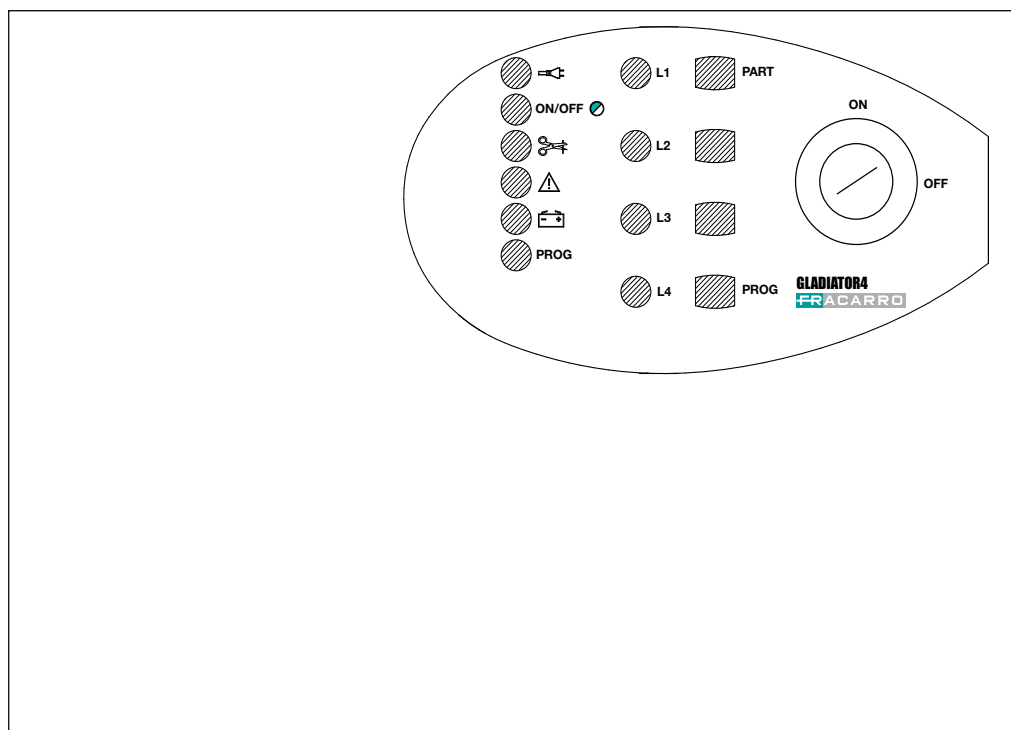 L1
PART
ON/OFF
L2
L3
PROG
L4
PROG
ON
OFF
GLADIATOR4
FRACARRO